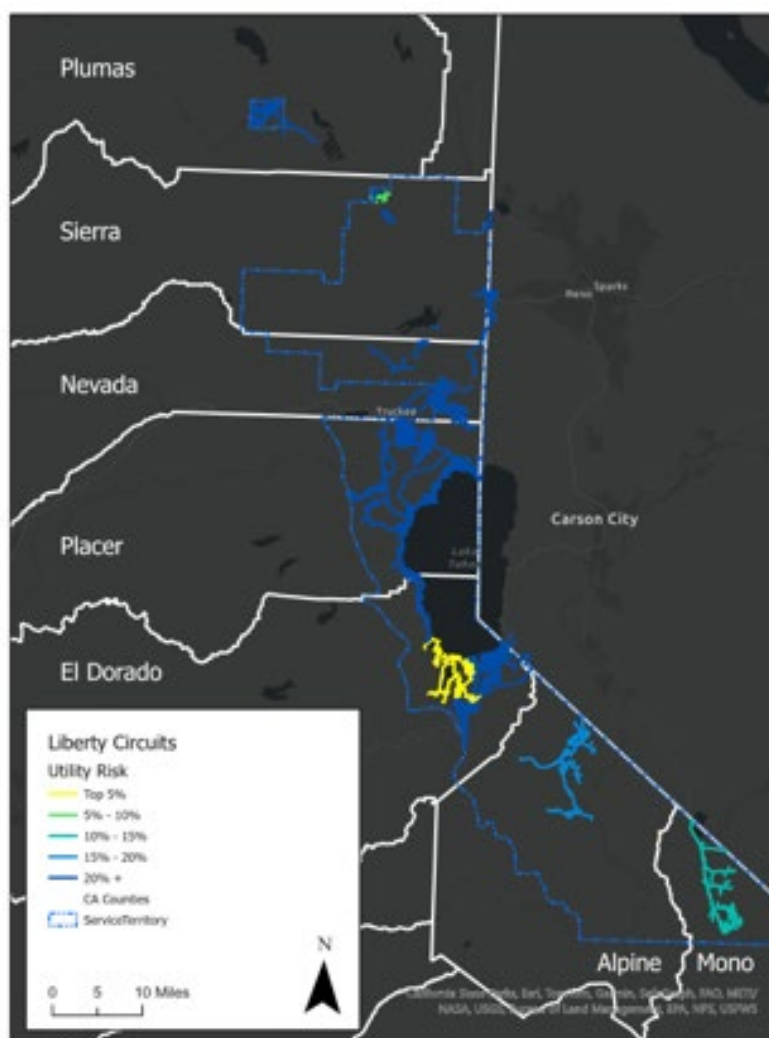 Plumas
Sierra
Reno Sparks
Nevada
Truckee
Placer
Carson City
Lake
Tahoe
El Dorado
Liberty Circuits
Utility Risk
Top 5%
5% - 10%
10% - 15%
15% - 20%
20% +
CA Counties
ServiceTerritory
0 5 10 Miles
N
Alpine Mono
California State Parks, Esri, TomTom, Garmin, SafeGraph, FAO, METI/
NASA, USGS, Bureau of Land Management, EPA, NPS, USFWS